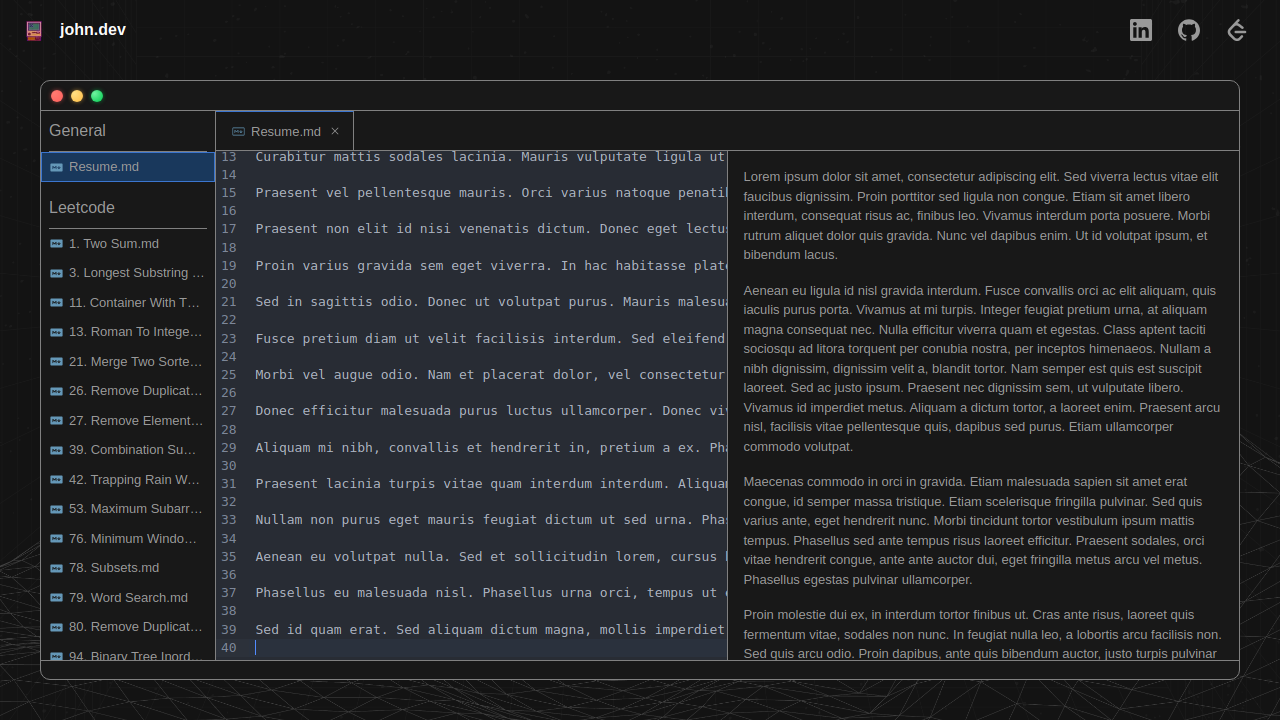 john.dev
General
Resume.md
Leetcode
1. Two Sum.md
3. Longest Substring ...
11. Container With T...
13. Roman To Intege...
21. Merge Two Sorte...
26. Remove Duplicat...
27. Remove Element...
39. Combination Su...
42. Trapping Rain W...
53. Maximum Subarr...
76. Minimum Windo...
78. Subsets.md
79. Word Search.md
80. Remove Duplicat...
94. Binary Tree Inord...
Resume.md ×
13 Curabitur mattis sodales lacinia. Mauris vulputate ligula ut
14
15 Praesent vel pellentesque mauris. Orci varius natoque penati
16
17 Praesent non elit id nisi venenatis dictum. Donec eget lectu
18
19 Proin varius gravida sem eget viverra. In hac habitasse plat
20
21 Sed in sagittis odio. Donec ut volutpat purus. Mauris malesu
22
23 Fusce pretium diam ut velit facilisis interdum. Sed eleifend
24
25 Morbi vel augue odio. Nam et placerat dolor, vel consectetur
26
27 Donec efficitur malesuada purus luctus ullamcorper. Donec vi
28
29 Aliquam mi nibh, convallis et hendrerit in, pretium a ex. Ph
30
31 Praesent lacinia turpis vitae quam interdum interdum. Aliqua
32
33 Nullam non purus eget mauris feugiat dictum ut sed urna. Pha
34
35 Aenean eu volutpat nulla. Sed et sollicitudin lorem, cursus
36
37 Phasellus eu malesuada nisl. Phasellus urna orci, tempus ut
38
39 Sed id quam erat. Sed aliquam dictum magna, mollis imperdiet
40
Lorem ipsum dolor sit amet, consectetur adipiscing elit. Sed viverra lectus vitae elit
faucibus dignissim. Proin porttitor sed ligula non congue. Etiam sit amet libero
interdum, consequat risus ac, finibus leo. Vivamus interdum porta posuere. Morbi
rutrum aliquet dolor quis gravida. Nunc vel dapibus enim. Ut id volutpat ipsum, et
bibendum lacus.
Aenean eu ligula id nisl gravida interdum. Fusce convallis orci ac elit aliquam, quis
iaculis purus porta. Vivamus at mi turpis. Integer feugiat pretium urna, at aliquam
magna consequat nec. Nulla efficitur viverra quam et egestas. Class aptent taciti
sociosqu ad litora torquent per conubia nostra, per inceptos himenaeos. Nullam a
nibh dignissim, dignissim velit a, blandit tortor. Nam semper est quis est suscipit
laoreet. Sed ac justo ipsum. Praesent nec dignissim sem, ut vulputate libero.
Vivamus id imperdiet metus. Aliquam a dictum tortor, a laoreet enim. Praesent arcu
nisl, facilisis vitae pellentesque quis, dapibus sed purus. Etiam ullamcorper
commodo volutpat.
Maecenas commodo in orci in gravida. Etiam malesuada sapien sit amet erat
congue, id semper massa tristique. Etiam scelerisque fringilla pulvinar. Sed quis
varius ante, eget hendrerit nunc. Morbi tincidunt tortor vestibulum ipsum mattis
tempus. Phasellus sed ante tempus risus laoreet efficitur. Praesent sodales, orci
vitae hendrerit congue, ante ante auctor dui, eget fringilla metus arcu vel metus.
Phasellus egestas pulvinar ullamcorper.
Proin molestie dui ex, in interdum tortor finibus ut. Cras ante risus, laoreet quis
fermentum vitae, sodales non nunc. In feugiat nulla leo, a lobortis arcu facilisis non.
Sed quis arcu odio. Proin dapibus, ante quis bibendum auctor, justo turpis pulvinar